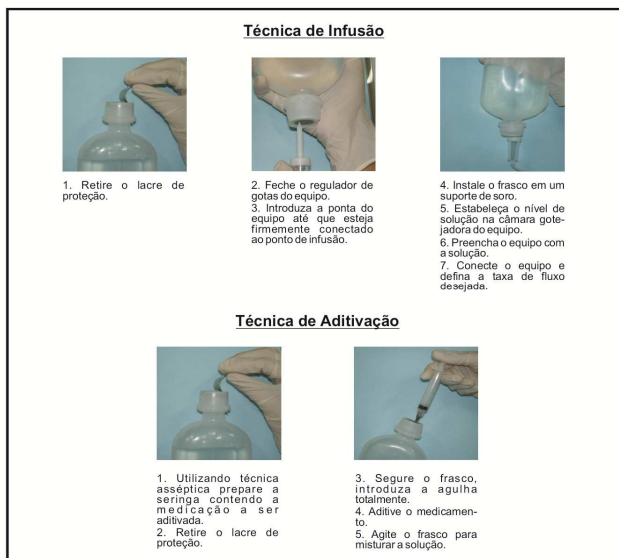 Técnica de Infusão
1. Retire o lacre de
proteção.
2. Feche o regulador de
gotas do equipo.
3. Introduza a ponta do
equipo até que esteja
firmemente conectado
ao ponto de infusão.
4. Instale o frasco em um
suporte de soro.
5. Estabeleça o nível de
solução na câmara gote-
jadora do equipo.
6. Preencha o equipo com
a solução.
7. Conecte o equipo e
defina a taxa de fluxo
desejada.
Técnica de Aditivação
1. Utilizando técnica
asséptica prepare a
seringa contendo a
medicação a ser
aditivada.
2. Retire o lacre de
proteção.
3. Segure o frasco,
introduza a agulha
totalmente.
4. Aditive o medicamen-
to.
5. Agite o frasco para
misturar a solução.